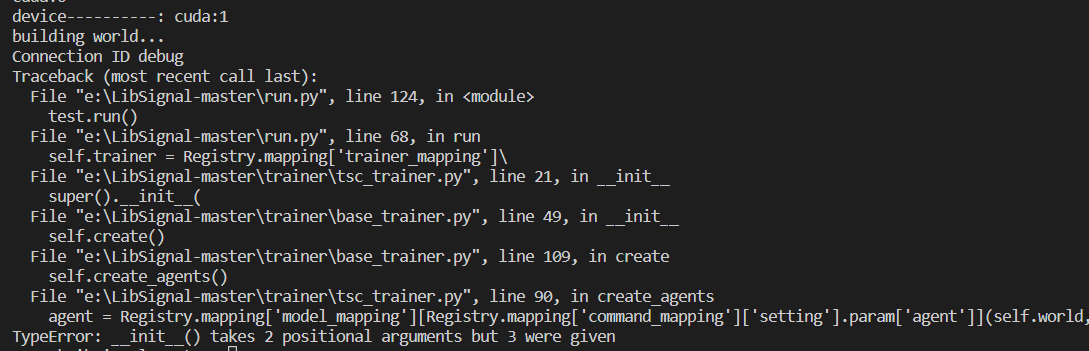 device----------: cuda:1
building world...
Connection ID debug
Traceback (most recent call last):
  File "e:\LibSignal-master\run.py", line 124, in <module>
    test.run()
  File "e:\LibSignal-master\run.py", line 68, in run
    self.trainer = Registry.mapping['trainer_mapping']\
  File "e:\LibSignal-master\trainer\tsc_trainer.py", line 21, in __init__
    super().__init__(
  File "e:\LibSignal-master\trainer\base_trainer.py", line 49, in __init__
    self.create()
  File "e:\LibSignal-master\trainer\base_trainer.py", line 109, in create
    self.create_agents()
  File "e:\LibSignal-master\trainer\tsc_trainer.py", line 90, in create_agents
    agent = Registry.mapping['model_mapping'][Registry.mapping['command_mapping']['setting'].param['agent']](self.world,
TypeError: __init__() takes 2 positional arguments but 3 were given